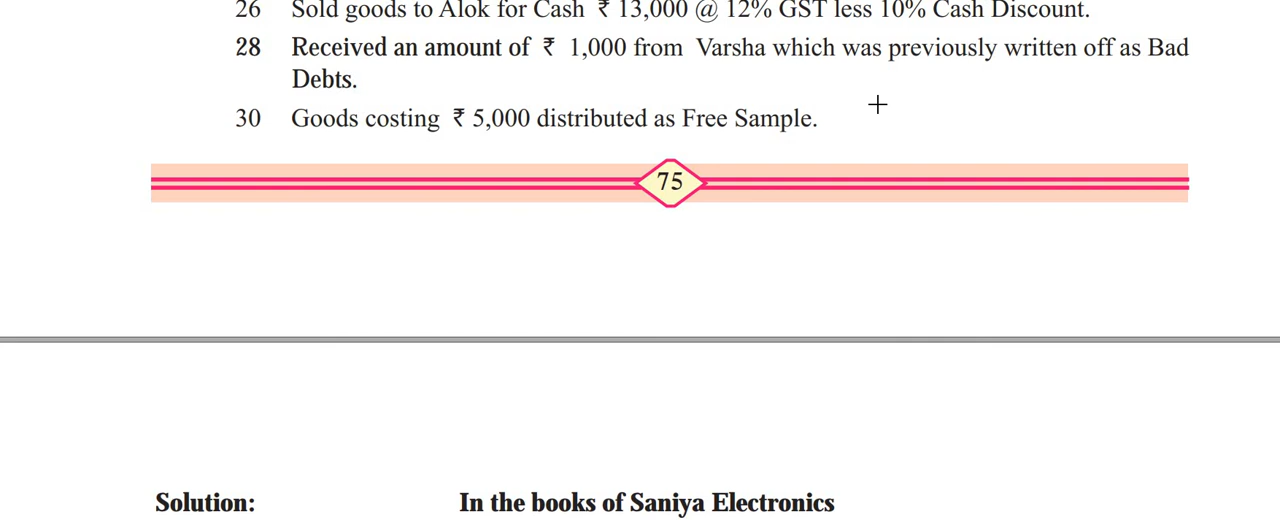 26 Sold goods to Alok for Cash ₹ 13,000 @ 12% GST less 10% Cash Discount.
28 Received an amount of ₹ 1,000 from Varsha which was previously written off as Bad
Debts.
30 Goods costing ₹ 5,000 distributed as Free Sample.
75
Solution: In the books of Saniya Electronics